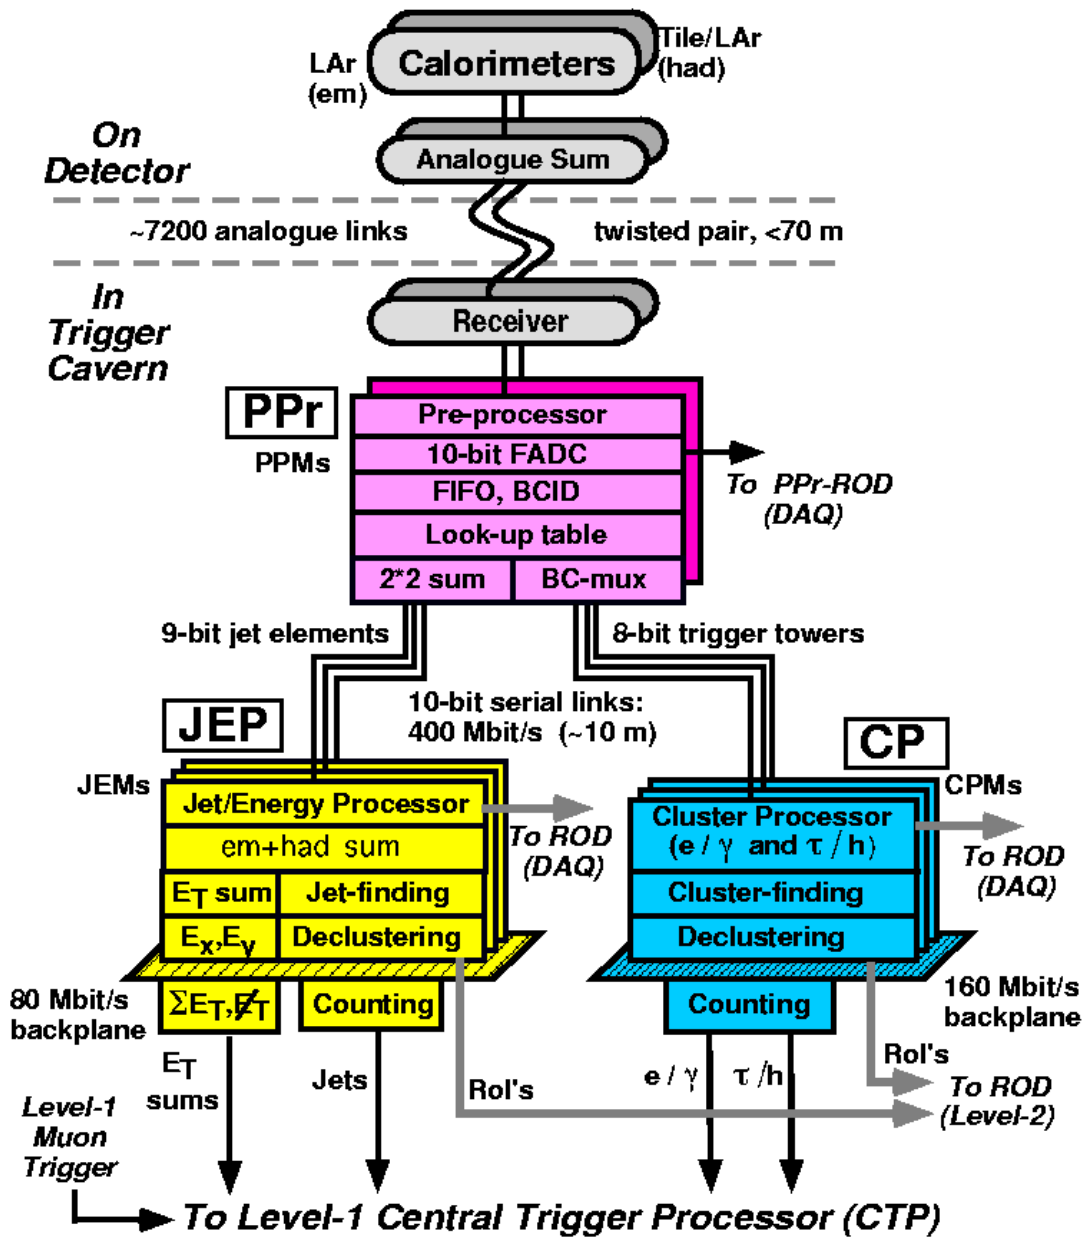 LAr
(em)
Calorimeters
Tile/LAr
(had)
On
Detector
Analogue Sum
~7200 analogue links
twisted pair, <70 m
In
Trigger
Cavern
Receiver
PPr
PPMs
Pre-processor
10-bit FADC
FIFO, BCID
Look-up table
2*2 sum
BC-mux
To PPr-ROD
(DAQ)
9-bit jet elements
8-bit trigger towers
10-bit serial links:
400 Mbit/s (~10 m)
JEP
JEMs
Jet/Energy Processor
em+had sum
ET sum
Jet-finding
Ex,Ey
Declustering
To ROD
(DAQ)
CP
CPMs
Cluster Processor
(e / γ and τ / h)
Cluster-finding
Declustering
To ROD
(DAQ)
80 Mbit/s
backplane
ΣET,E̸T
Counting
Counting
160 Mbit/s
backplane
ET
sums
Jets
RoI's
e / γ
τ /h
RoI's
To ROD
(Level-2)
Level-1
Muon
Trigger
To Level-1 Central Trigger Processor (CTP)